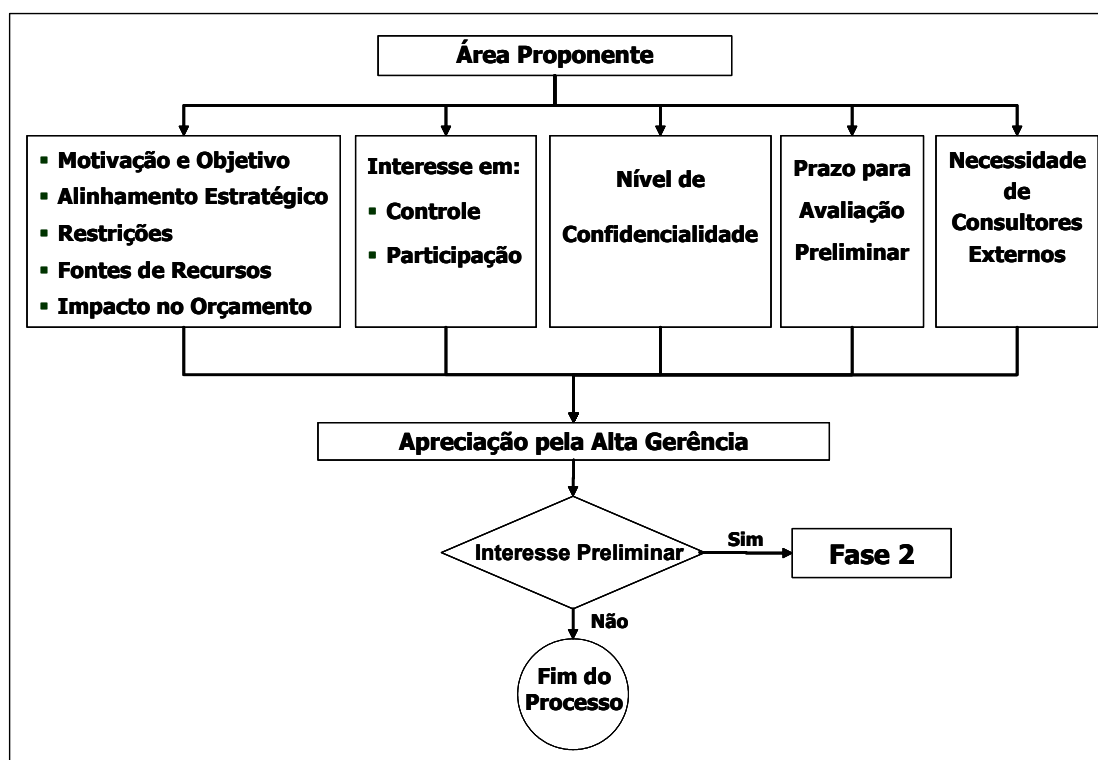 Área Proponente
▪ Motivação e Objetivo
▪ Alinhamento Estratégico
▪ Restrições
▪ Fontes de Recursos
▪ Impacto no Orçamento
Interesse em:
▪ Controle
▪ Participação
Nível de
Confidencialidade
Prazo para
Avaliação
Preliminar
Necessidade
de
Consultores
Externos
Apreciação pela Alta Gerência
Interesse Preliminar
Sim
Fase 2
Não
Fim do
Processo